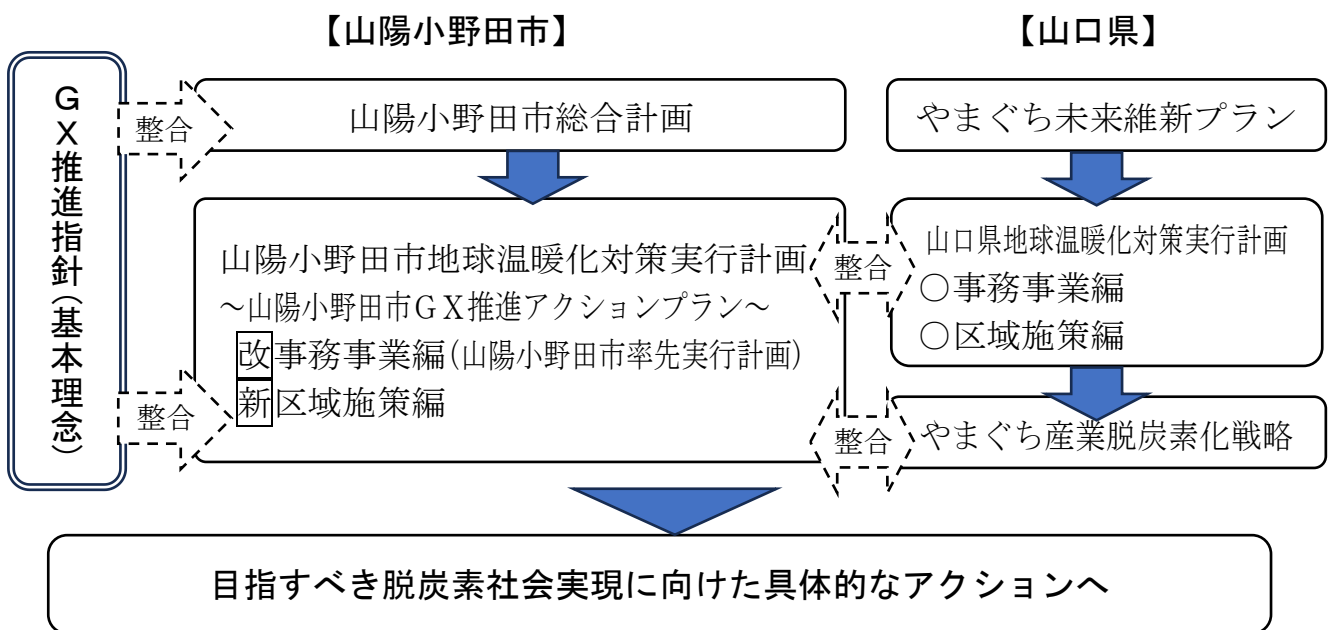 【山陽小野田市】
【山口県】
ＧＸ推進指針(基本理念)
整合
山陽小野田市総合計画
やまぐち未来維新プラン
山陽小野田市地球温暖化対策実行計画
～山陽小野田市ＧＸ推進アクションプラン～
改事務事業編(山陽小野田市率先実行計画)
新区域施策編
整合
整合
山口県地球温暖化対策実行計画
○事務事業編
○区域施策編
整合
やまぐち産業脱炭素化戦略
目指すべき脱炭素社会実現に向けた具体的なアクションへ